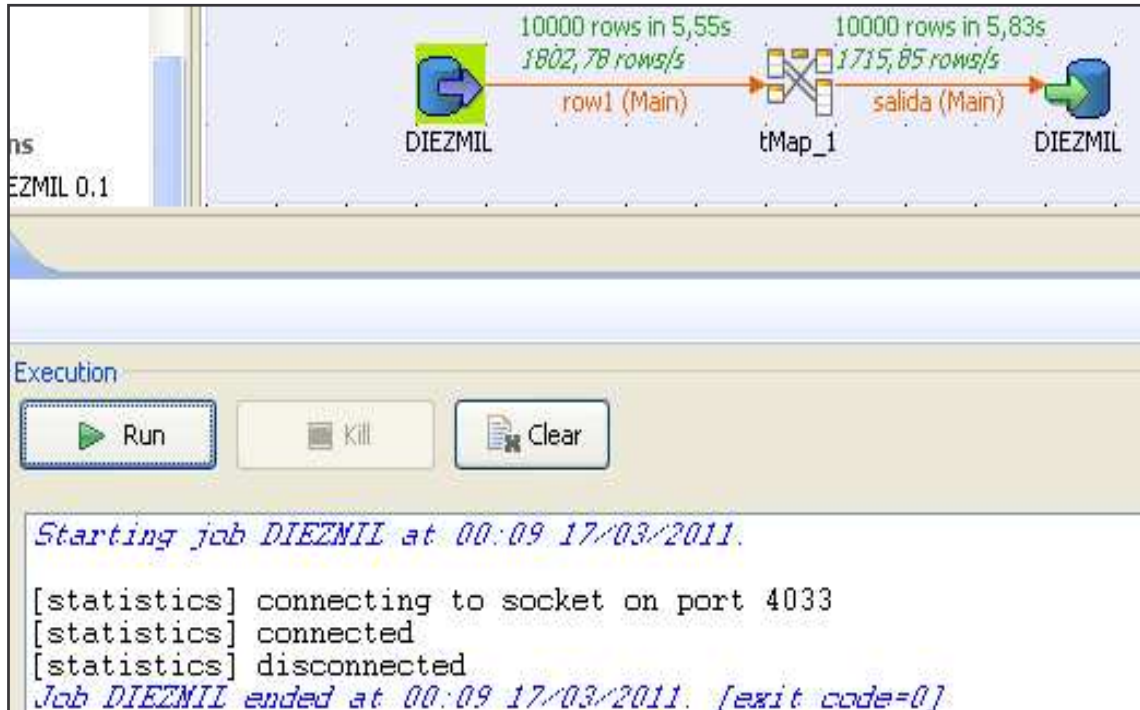 10000 rows in 5,55s 10000 rows in 5,83s
1802,78 rows/s 1715,85 rows/s
row1 (Main) salida (Main)
DIEZMIL tMap_1 DIEZMIL
ns
EZMIL 0.1
Execution
Run Kill Clear
Starting job DIEZMIL at 00:09 17/03/2011.
[statistics] connecting to socket on port 4033
[statistics] connected
[statistics] disconnected
Job DIEZMIL ended at 00:09 17/03/2011. [exit code=0]